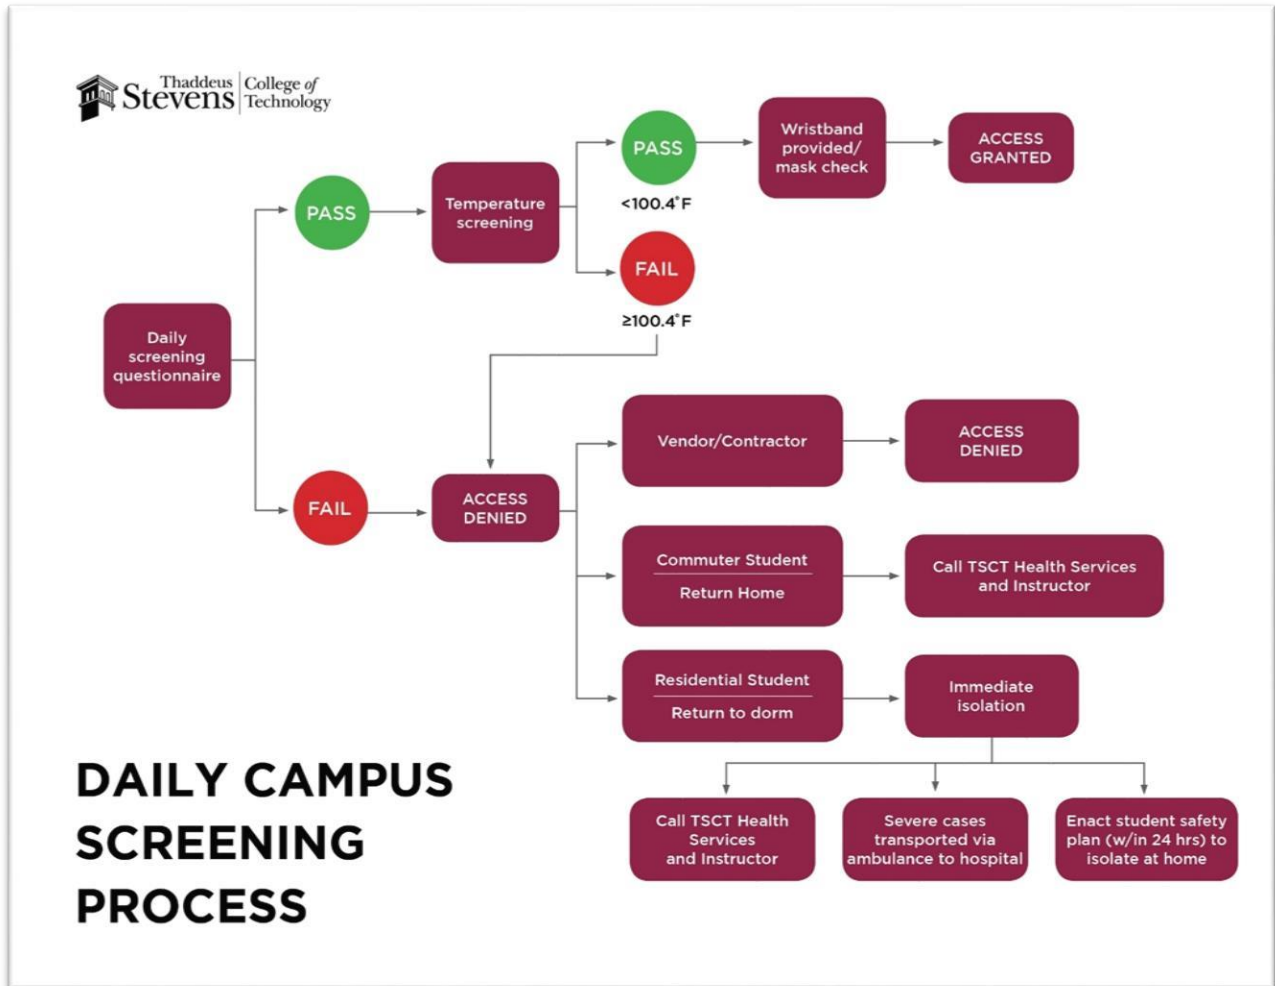 Thaddeus
Stevens
College of
Technology
PASS
Temperature
screening
PASS
<100.4°F
Wristband
provided/
mask check
ACCESS
GRANTED
FAIL
≥100.4°F
Daily
screening
questionnaire
FAIL
ACCESS
DENIED
Vendor/Contractor
ACCESS
DENIED
Commuter Student
Return Home
Call TSCT Health Services
and Instructor
Residential Student
Return to dorm
Immediate
isolation
Call TSCT Health
Services
and Instructor
Severe cases
transported via
ambulance to hospital
Enact student safety
plan (w/in 24 hrs) to
isolate at home
DAILY CAMPUS
SCREENING
PROCESS